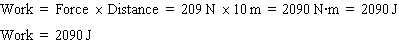 Work = Force x Distance = 209 N x 10 m = 2090 N·m = 2090 J
Work = 2090 J